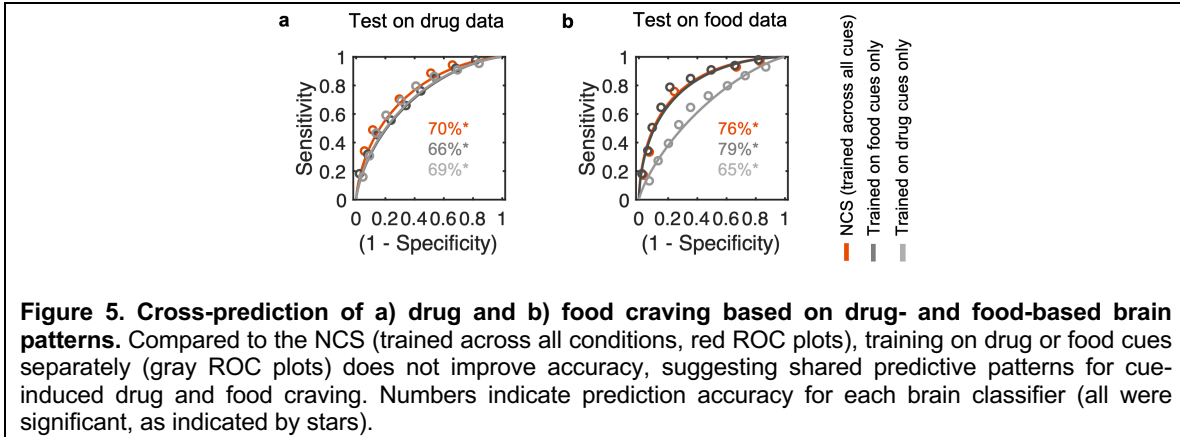 a Test on drug data
b Test on food data
Sensitivity
1
0.8
0.6
0.4
0.2
0
70%*
66%*
69%*
0 0.2 0.4 0.6 0.8 1
(1 - Specificity)
Sensitivity
1
0.8
0.6
0.4
0.2
0
76%*
79%*
65%*
0 0.2 0.4 0.6 0.8 1
(1 - Specificity)
NCS (trained across all cues)
Trained on food cues only
Trained on drug cues only
Figure 5. Cross-prediction of a) drug and b) food craving based on drug- and food-based brain
patterns. Compared to the NCS (trained across all conditions, red ROC plots), training on drug or food cues
separately (gray ROC plots) does not improve accuracy, suggesting shared predictive patterns for cue-
induced drug and food craving. Numbers indicate prediction accuracy for each brain classifier (all were
significant, as indicated by stars).